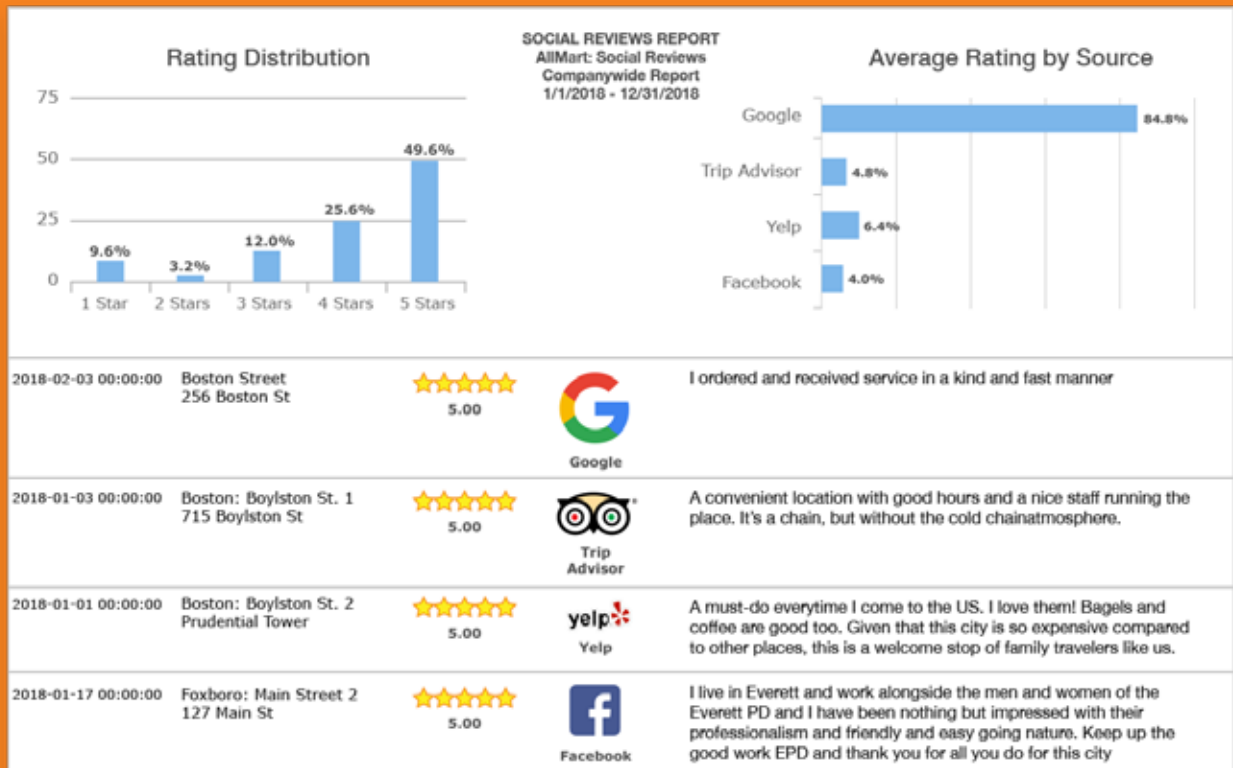 SOCIAL REVIEWS REPORT
AllMart: Social Reviews
Companywide Report
1/1/2018 - 12/31/2018
Rating Distribution
75
50
25
0
9.6%
3.2%
12.0%
25.6%
49.6%
1 Star
2 Stars
3 Stars
4 Stars
5 Stars
Average Rating by Source
Google
84.8%
Trip Advisor
4.8%
Yelp
6.4%
Facebook
4.0%
2018-02-03 00:00:00
Boston Street
256 Boston St
5.00
Google
I ordered and received service in a kind and fast manner
2018-01-03 00:00:00
Boston: Boylston St. 1
715 Boylston St
5.00
Trip
Advisor
A convenient location with good hours and a nice staff running the
place. It's a chain, but without the cold chainatmosphere.
2018-01-01 00:00:00
Boston: Boylston St. 2
Prudential Tower
5.00
yelp
Yelp
A must-do everytime I come to the US. I love them! Bagels and
coffee are good too. Given that this city is so expensive compared
to other places, this is a welcome stop of family travelers like us.
2018-01-17 00:00:00
Foxboro: Main Street 2
127 Main St
5.00
Facebook
I live in Everett and work alongside the men and women of the
Everett PD and I have been nothing but impressed with their
professionalism and friendly and easy going nature. Keep up the
good work EPD and thank you for all you do for this city